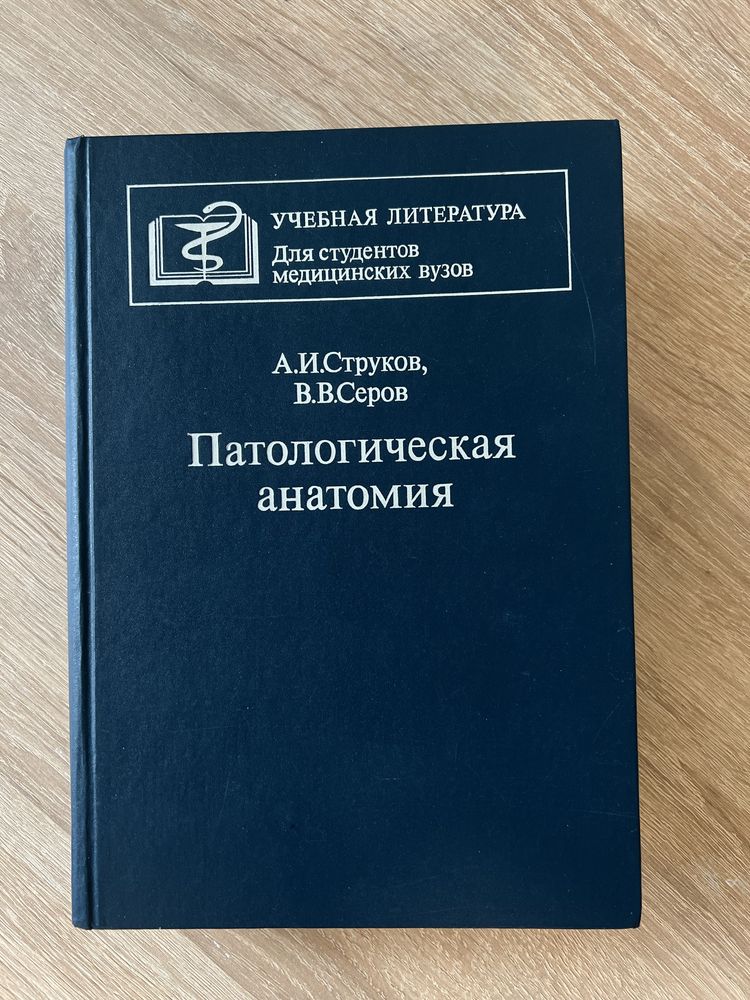 УЧЕБНАЯ ЛИТЕРАТУРА
Для студентов
медицинских вузов
А.И.Струков,
В.В.Серов
Патологическая
анатомия